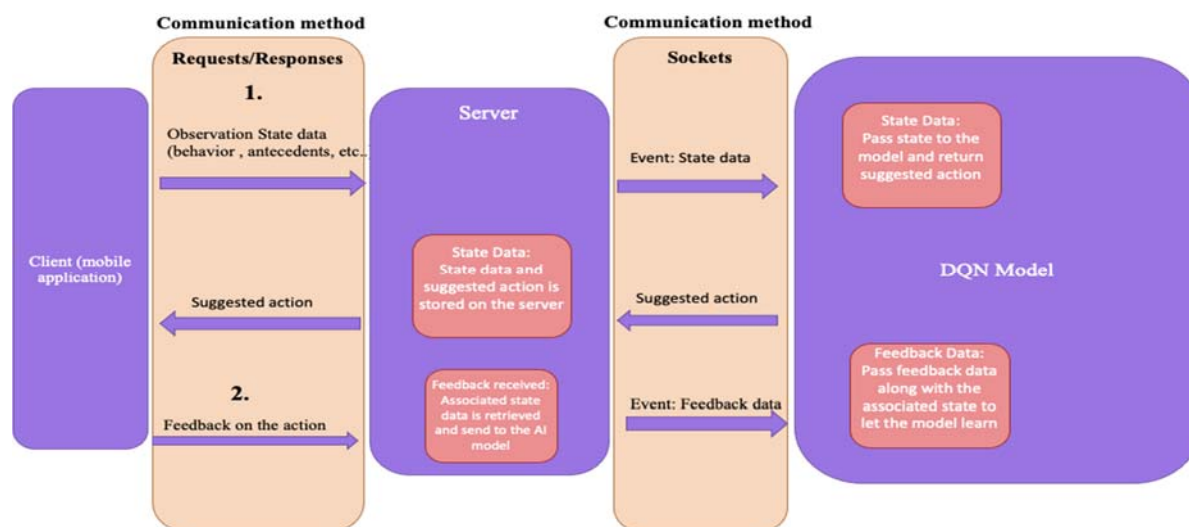 Communication method
Communication method
Requests/Responses
1.
Observation State data
(behavior , antecedents, etc..)
Suggested action
2.
Feedback on the action
Client (mobile
application)
Server
State Data:
State data and
suggested action is
stored on the server
Feedback received:
Associated state
data is retrieved
and send to the AI
model
Sockets
Event: State data
Suggested action
Event: Feedback data
State Data:
Pass state to the
model and return
suggested action
DQN Model
Feedback Data:
Pass feedback data
along with the
associated state to
let the model learn